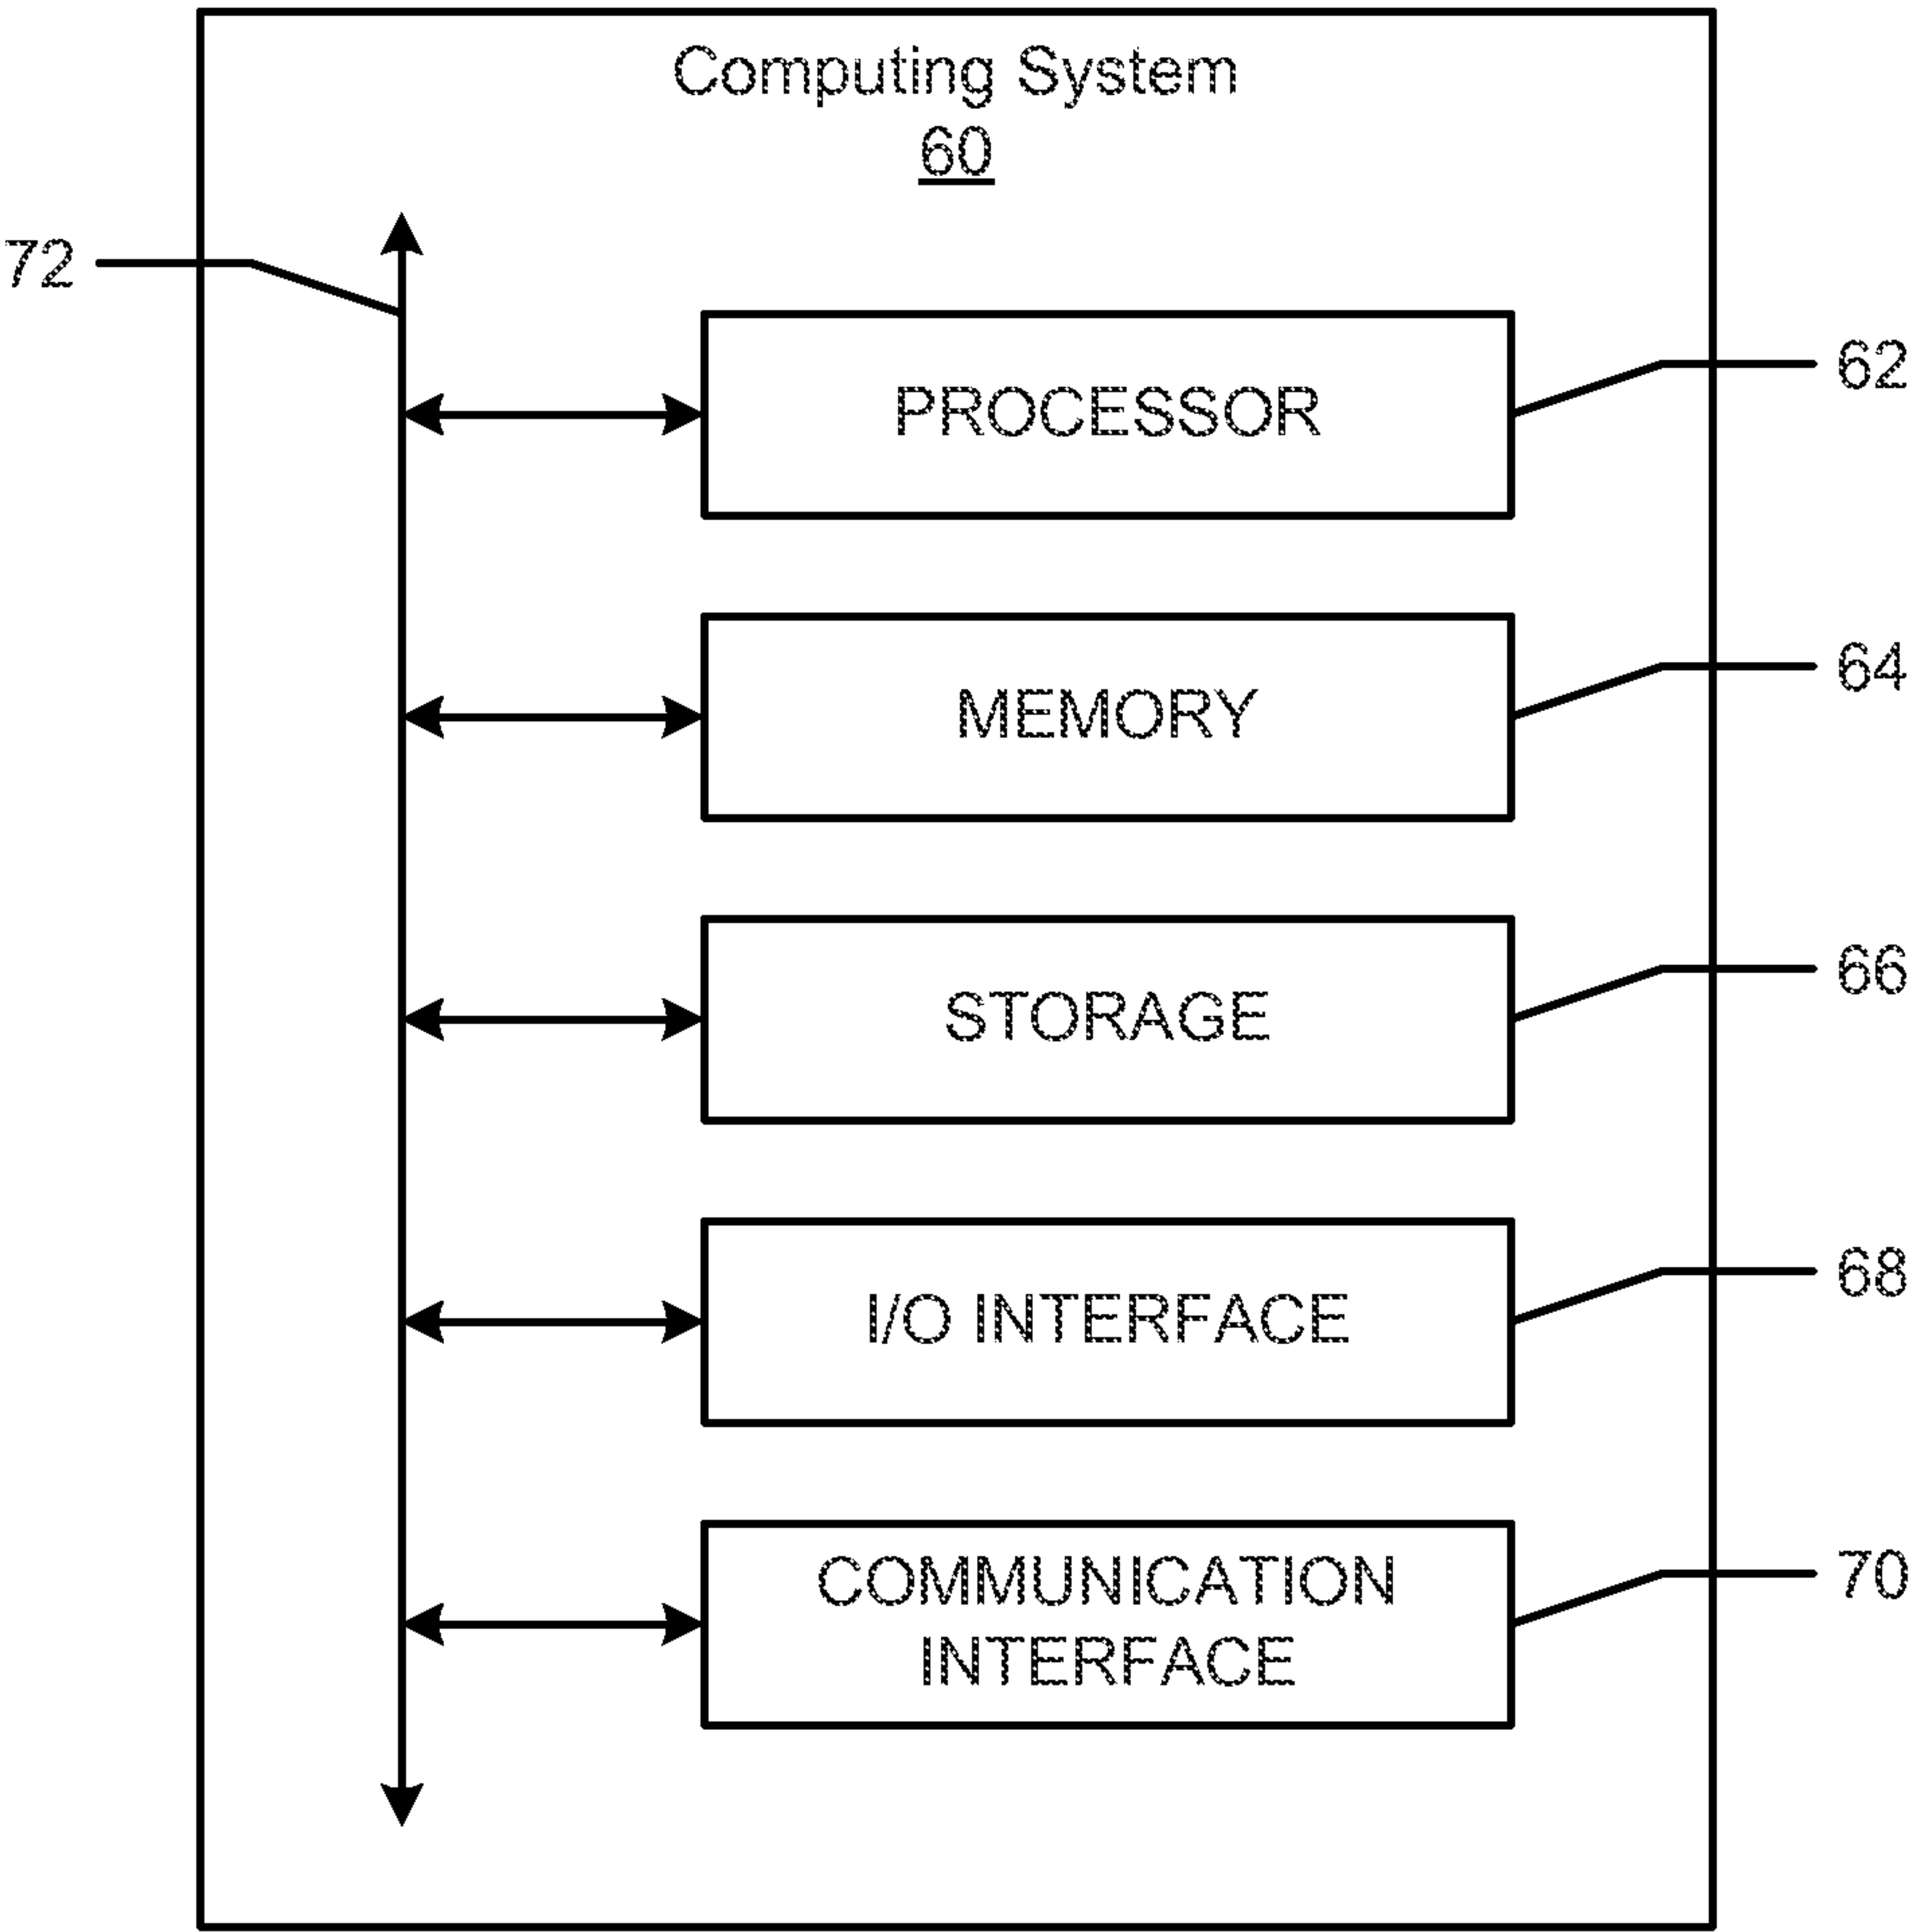 Computing System
60
72
PROCESSOR
62
MEMORY
64
STORAGE
66
I/O INTERFACE
68
COMMUNICATION
INTERFACE
70